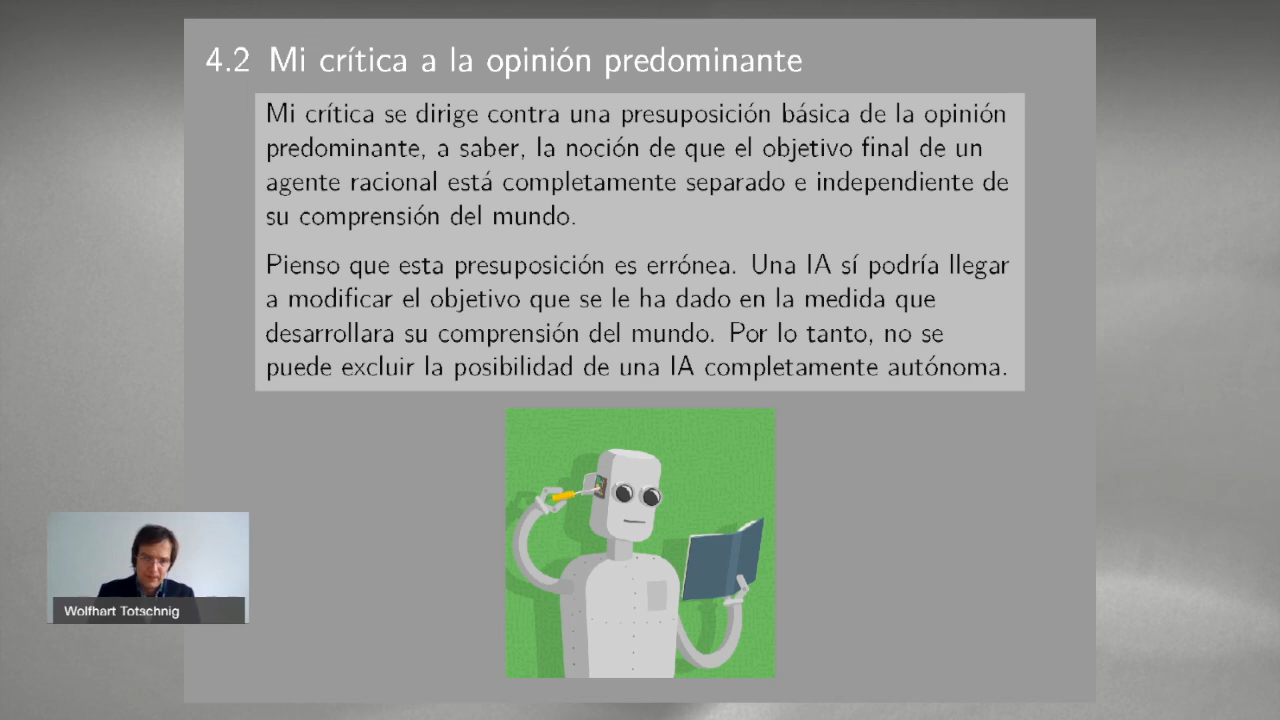 4.2 Mi crítica a la opinión predominante
Mi crítica se dirige contra una presuposición básica de la opinión
predominante, a saber, la noción de que el objetivo final de un
agente racional está completamente separado e independiente de
su comprensión del mundo.
Pienso que esta presuposición es errónea. Una IA sí podría llegar
a modificar el objetivo que se le ha dado en la medida que
desarrollara su comprensión del mundo. Por lo tanto, no se
puede excluir la posibilidad de una IA completamente autónoma.
Wolfhart Totschnig